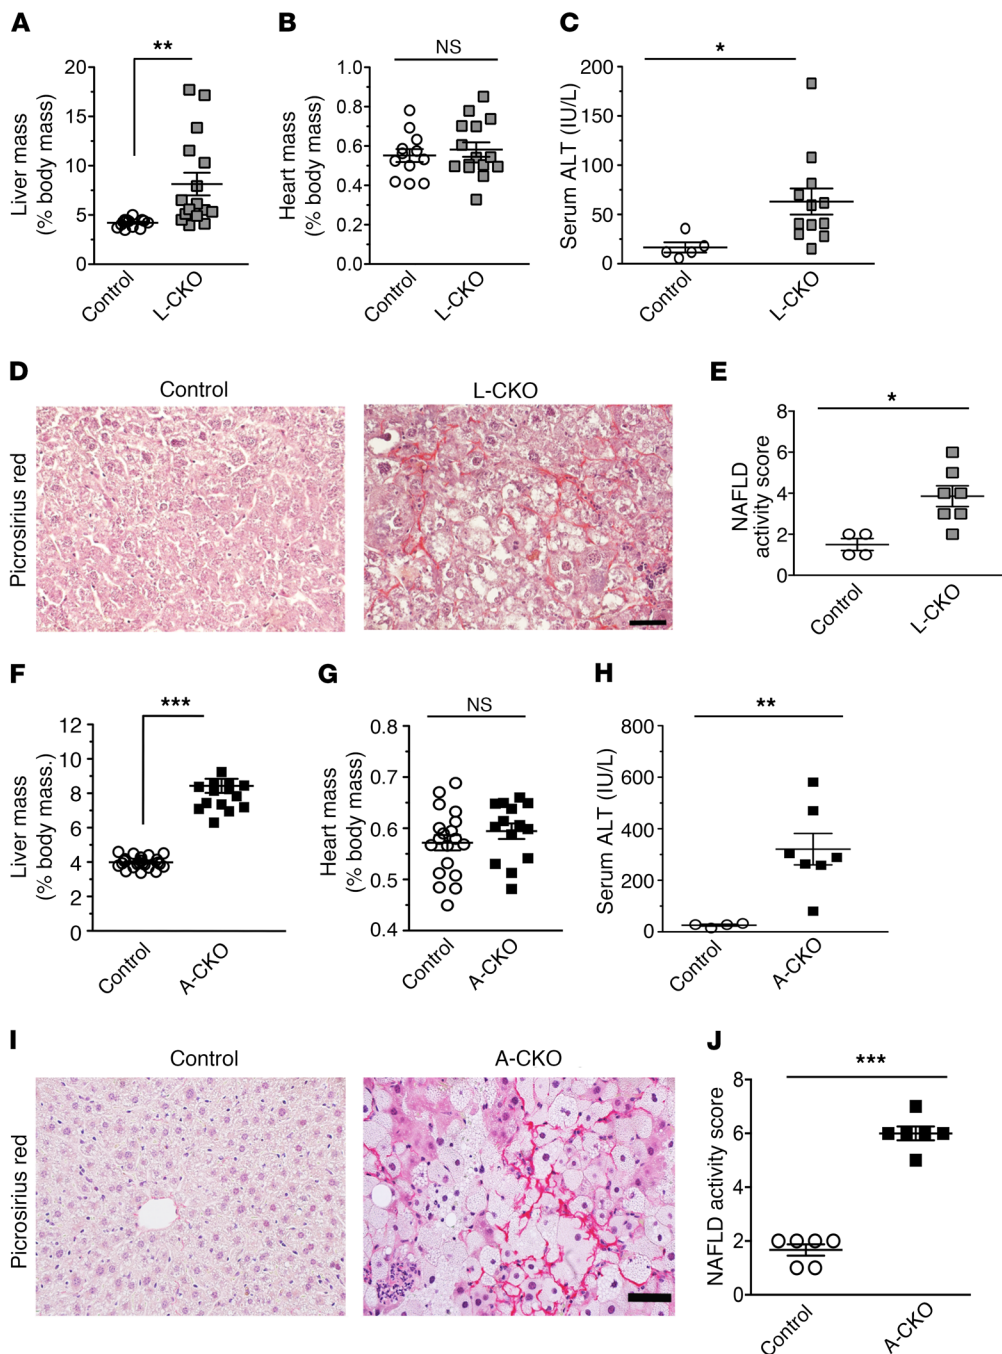 A
**
Liver mass
(% body mass)
20
15
10
5
0
Control
L-CKO
B
NS
Heart mass
(% body mass)
1.0
0.8
0.6
0.4
0.2
0.0
Control
L-CKO
C
*
Serum ALT (IU/L)
200
150
100
50
0
Control
L-CKO
D
Control
L-CKO
Picrosirius red
E
*
NAFLD
activity score
8
6
4
2
0
Control
L-CKO
F
***
Liver mass
(% body mass.)
12
10
8
6
4
2
0
Control
A-CKO
G
NS
Heart mass
(% body mass)
0.8
0.7
0.6
0.5
0.4
Control
A-CKO
H
**
Serum ALT (IU/L)
800
600
400
200
0
Control
A-CKO
I
Control
A-CKO
Picrosirius red
J
***
NAFLD activity score
8
6
4
2
0
Control
A-CKO